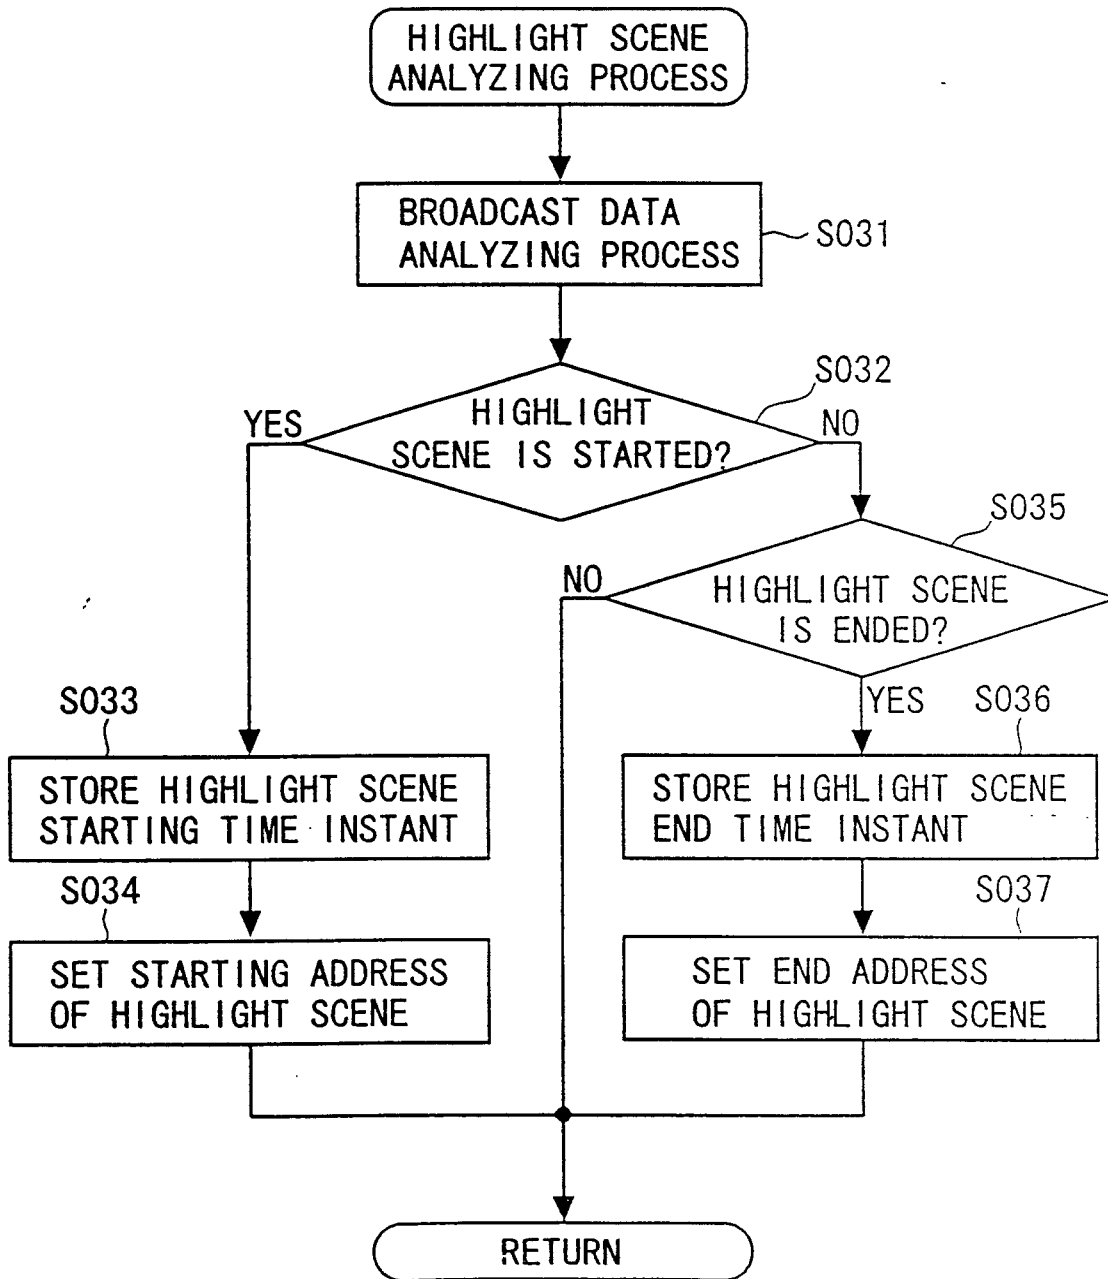 HIGHLIGHT SCENE
ANALYZING PROCESS
BROADCAST DATA
ANALYZING PROCESS
S031
S032
HIGHLIGHT
SCENE IS STARTED?
YES
NO
S035
HIGHLIGHT SCENE
IS ENDED?
NO
YES
S033
STORE HIGHLIGHT SCENE
STARTING TIME INSTANT
S036
STORE HIGHLIGHT SCENE
END TIME INSTANT
S034
SET STARTING ADDRESS
OF HIGHLIGHT SCENE
S037
SET END ADDRESS
OF HIGHLIGHT SCENE
RETURN